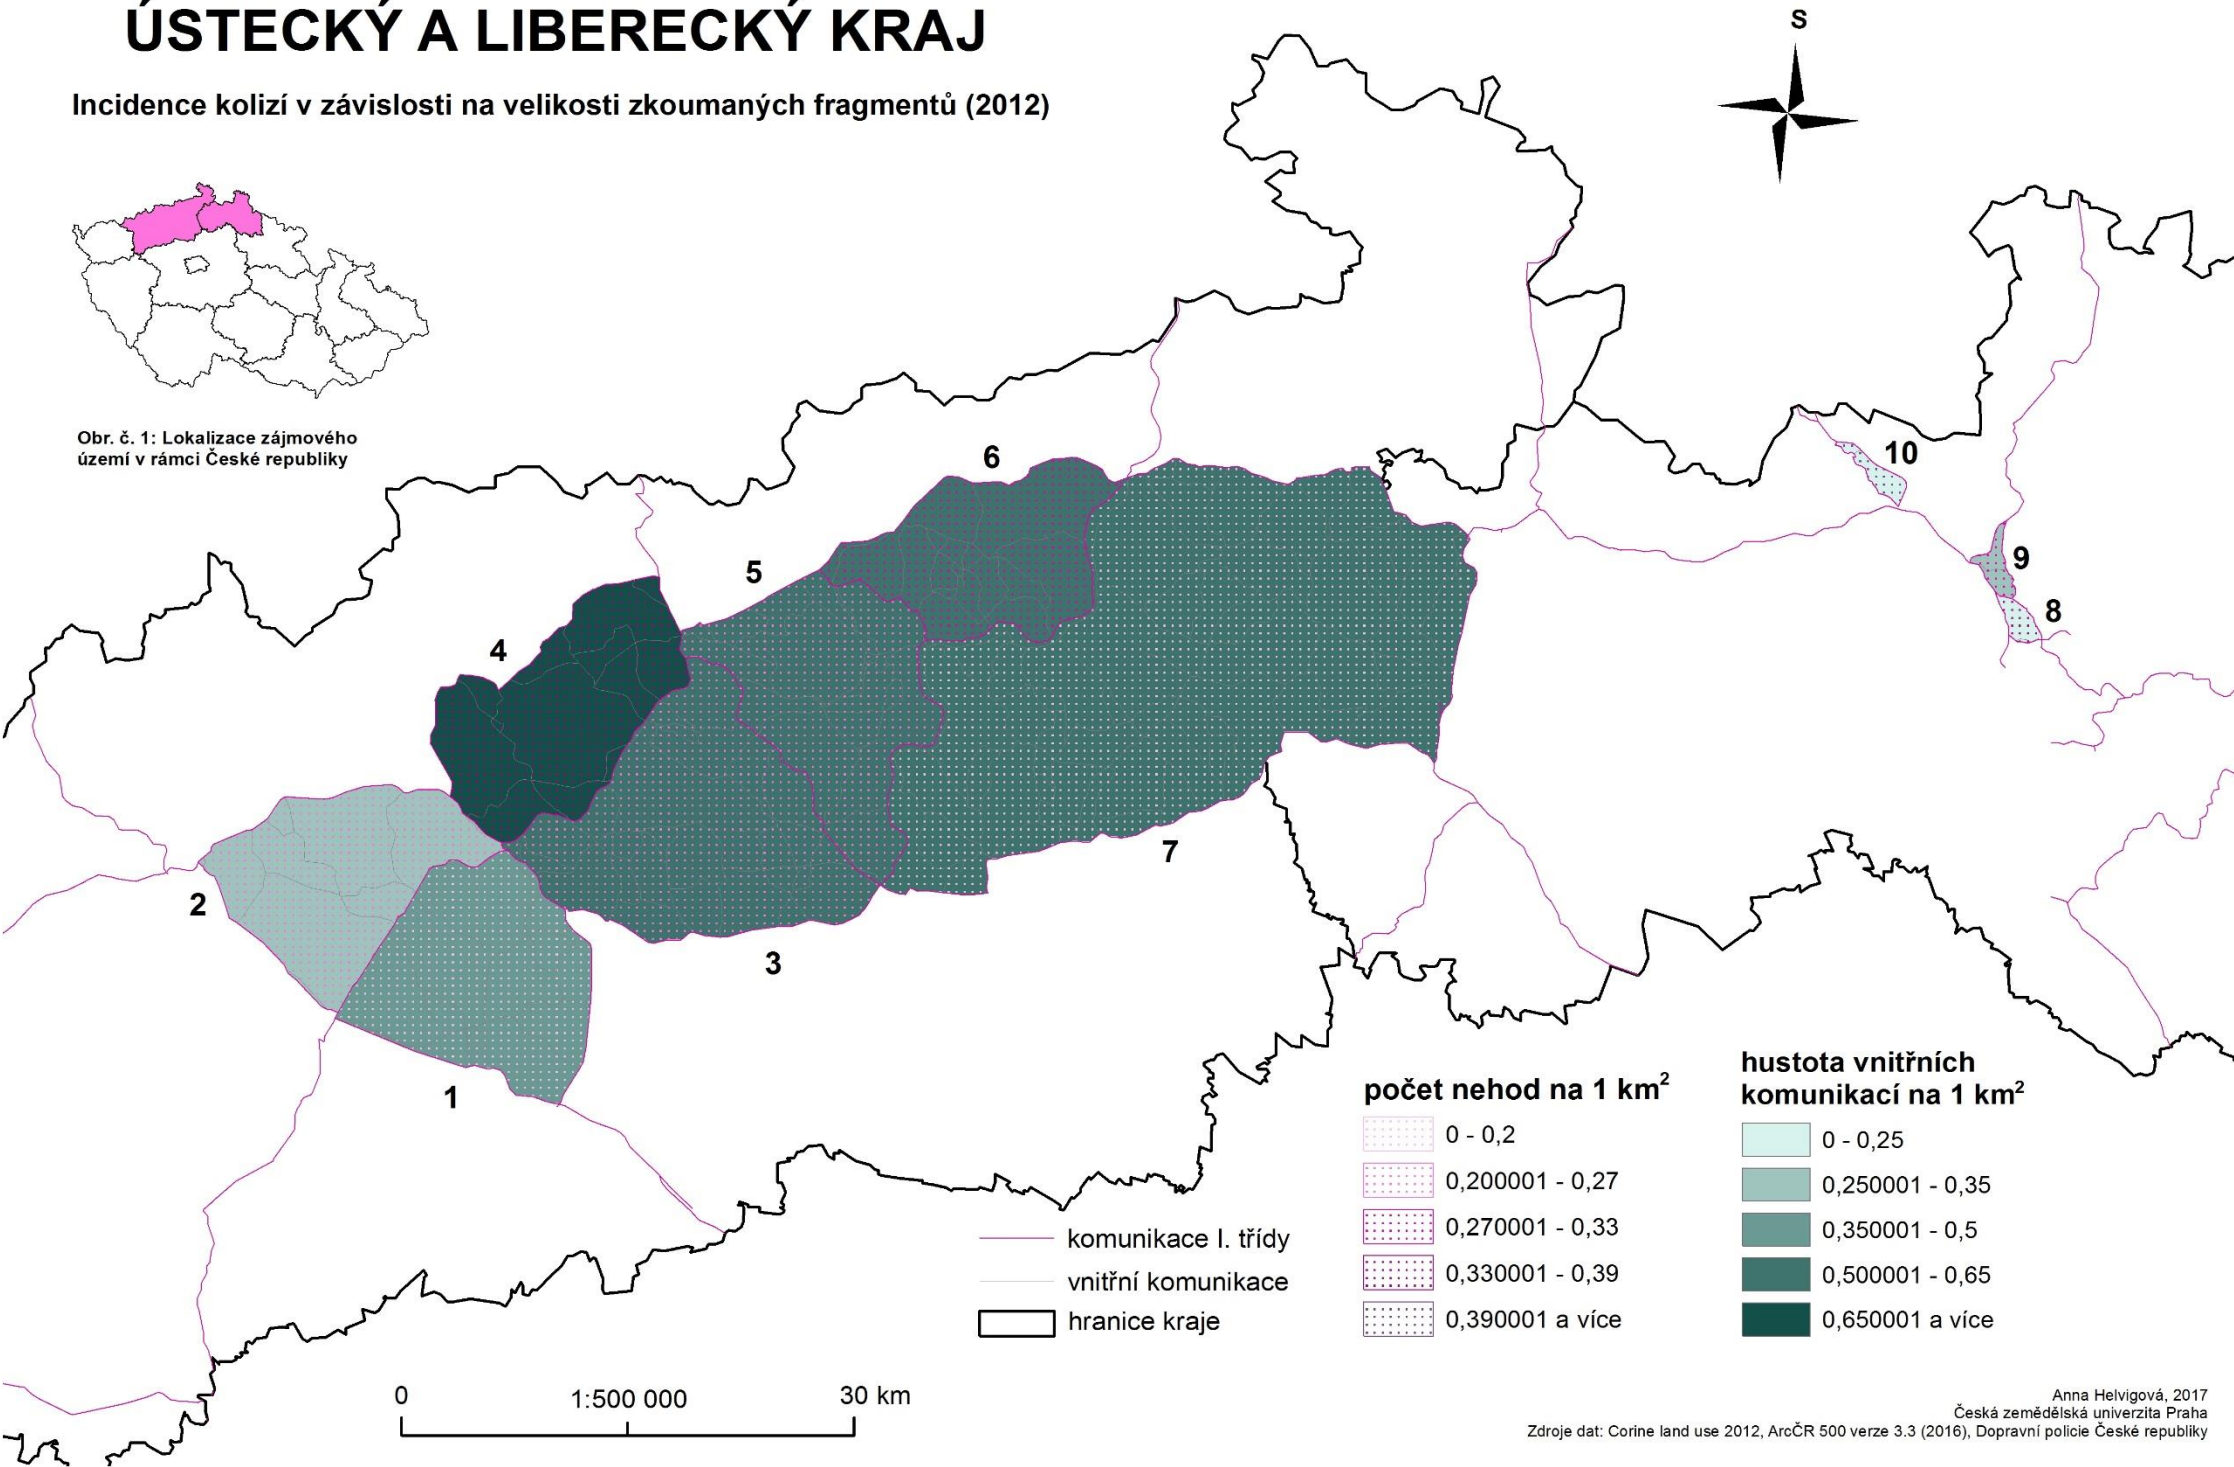 ÚSTECKÝ A LIBERECKÝ KRAJ
Incidence kolizí v závislosti na velikosti zkoumaných fragmentů (2012)
S
Obr. č. 1: Lokalizace zájmového
území v rámci České republiky
6
10
5
9
8
4
7
2
3
1
komunikace I. třídy
vnitřní komunikace
hranice kraje
počet nehod na 1 km²
0 - 0,2
0,200001 - 0,27
0,270001 - 0,33
0,330001 - 0,39
0,390001 a více
hustota vnitřních
komunikací na 1 km²
0 - 0,25
0,250001 - 0,35
0,350001 - 0,5
0,500001 - 0,65
0,650001 a více
0 1:500 000 30 km
Anna Helvigová, 2017
Česká zemědělská univerzita Praha
Zdroje dat: Corine land use 2012, ArcČR 500 verze 3.3 (2016), Dopravní policie České republiky